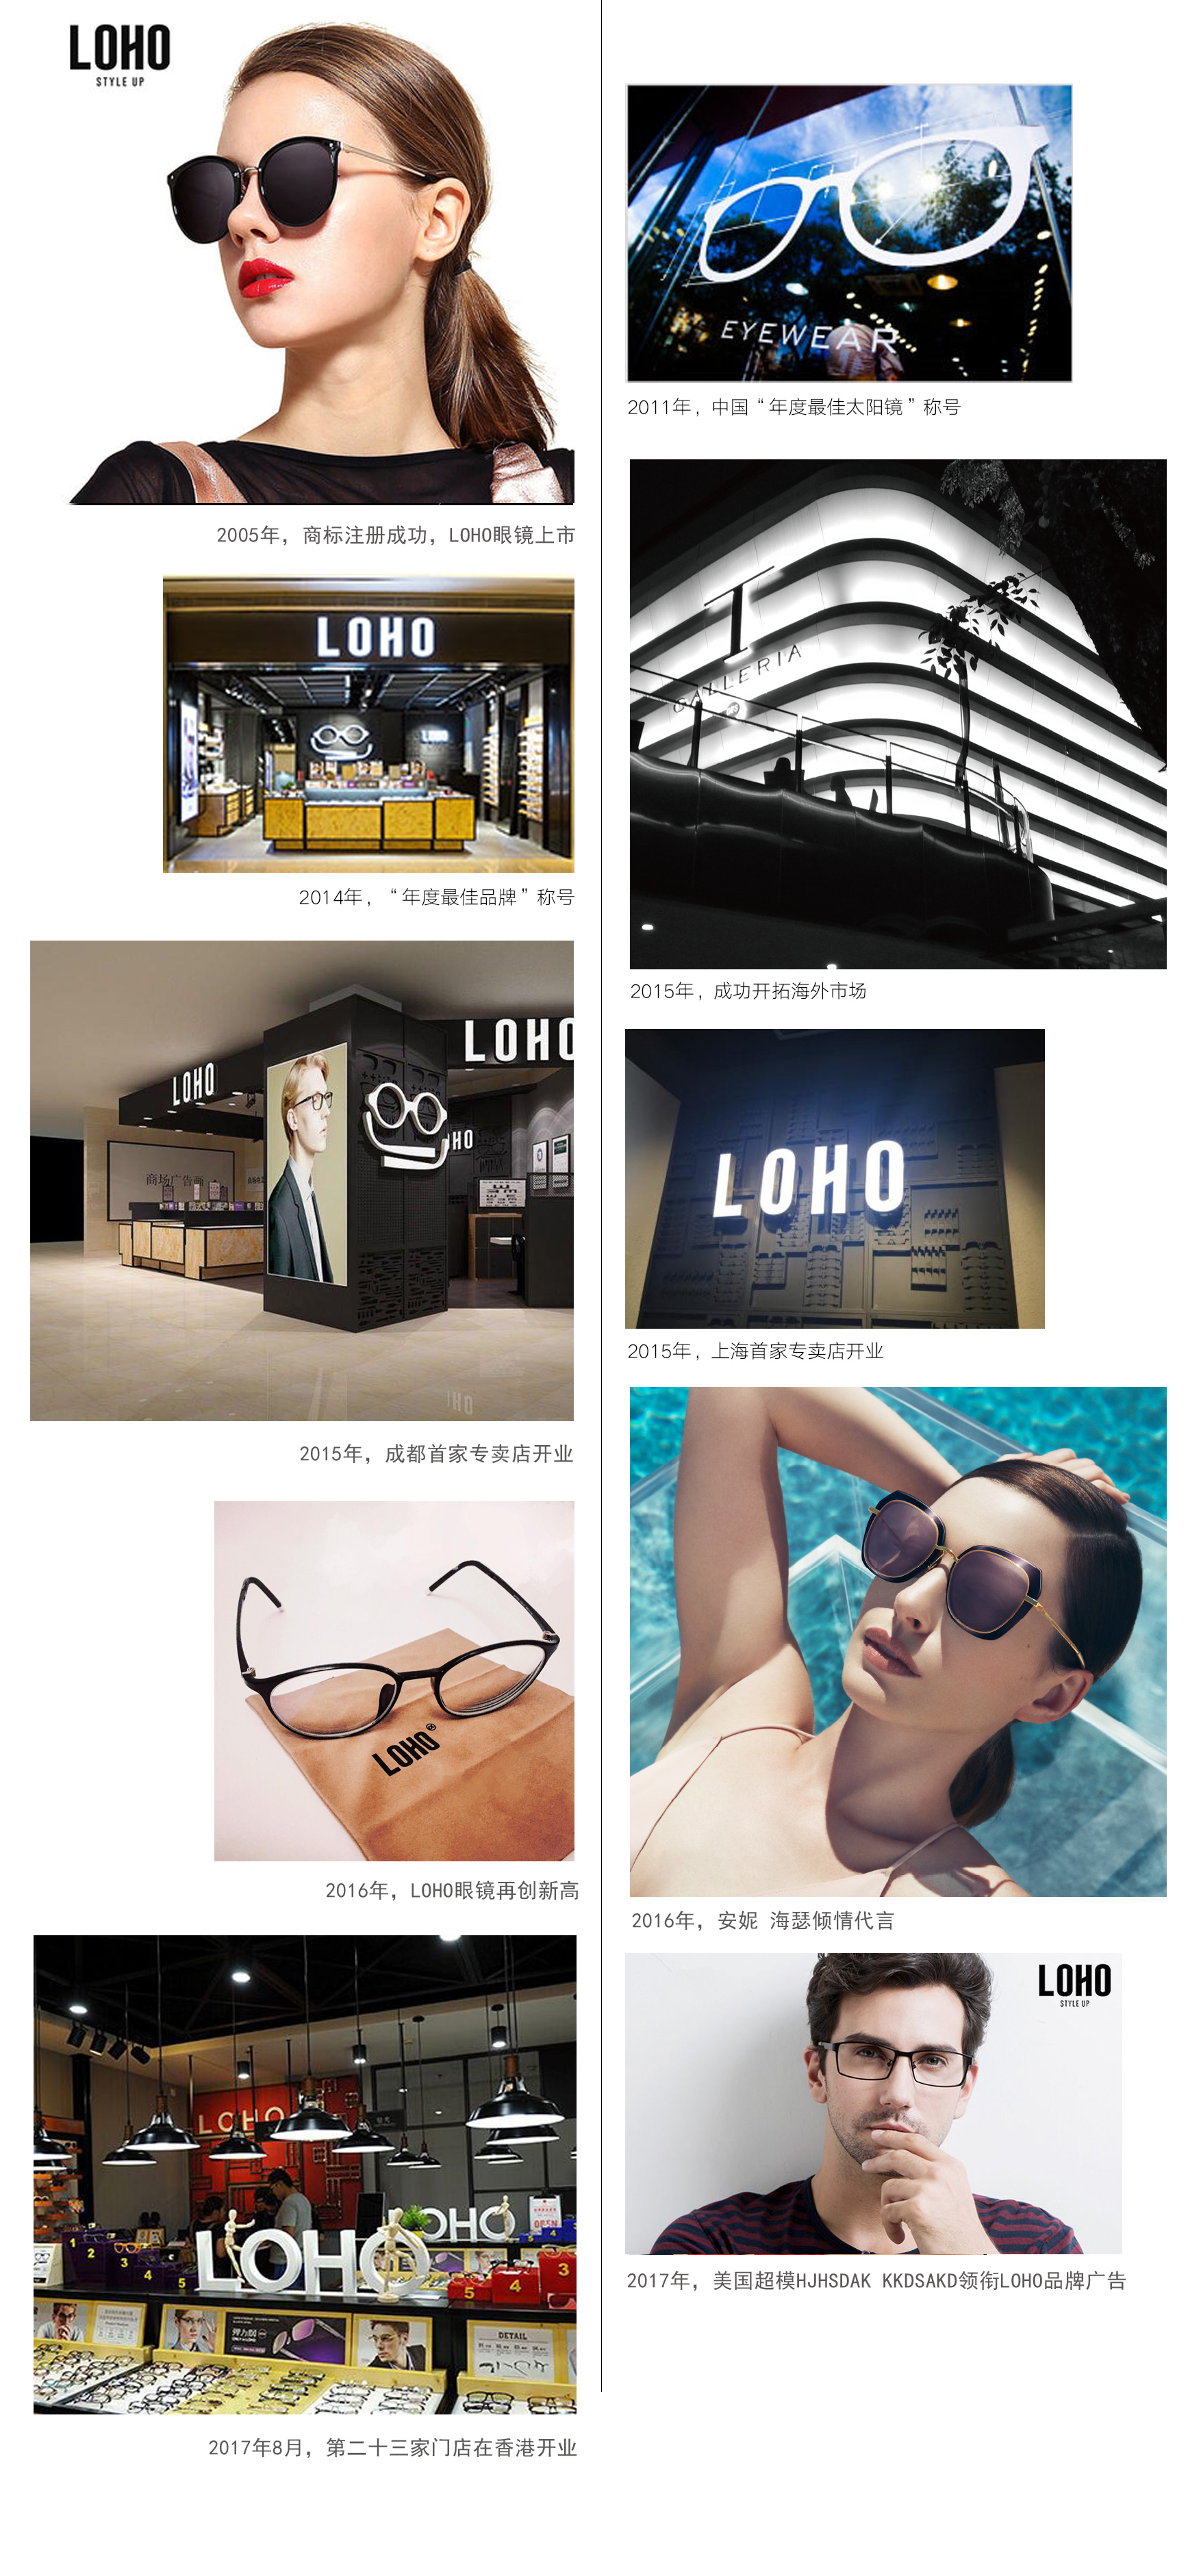 LOHO
STYLE UP
EYEWEAR
2011年，中国“年度最佳太阳镜”称号
2005年，商标注册成功，LOHO眼镜上市
T
GALLERIA
LOHO
LOHO
2014年，“年度最佳品牌”称号
2015年，成功开拓海外市场
LOHO
LOHO
HO
商场广告画
LOHO
2015年，上海首家专卖店开业
2015年，成都首家专卖店开业
LOHO®
2016年，LOHO眼镜再创新高
2016年，安妮 海瑟倾情代言
LOHO
STYLE UP
LOHO
LOHO
OHO
OPEN
1
2
3
4
5
5
4
3
DETAIL
2017年，美国超模HJHSDAK KKDSAKD领衔LOHO品牌广告
2017年8月，第二十三家门店在香港开业